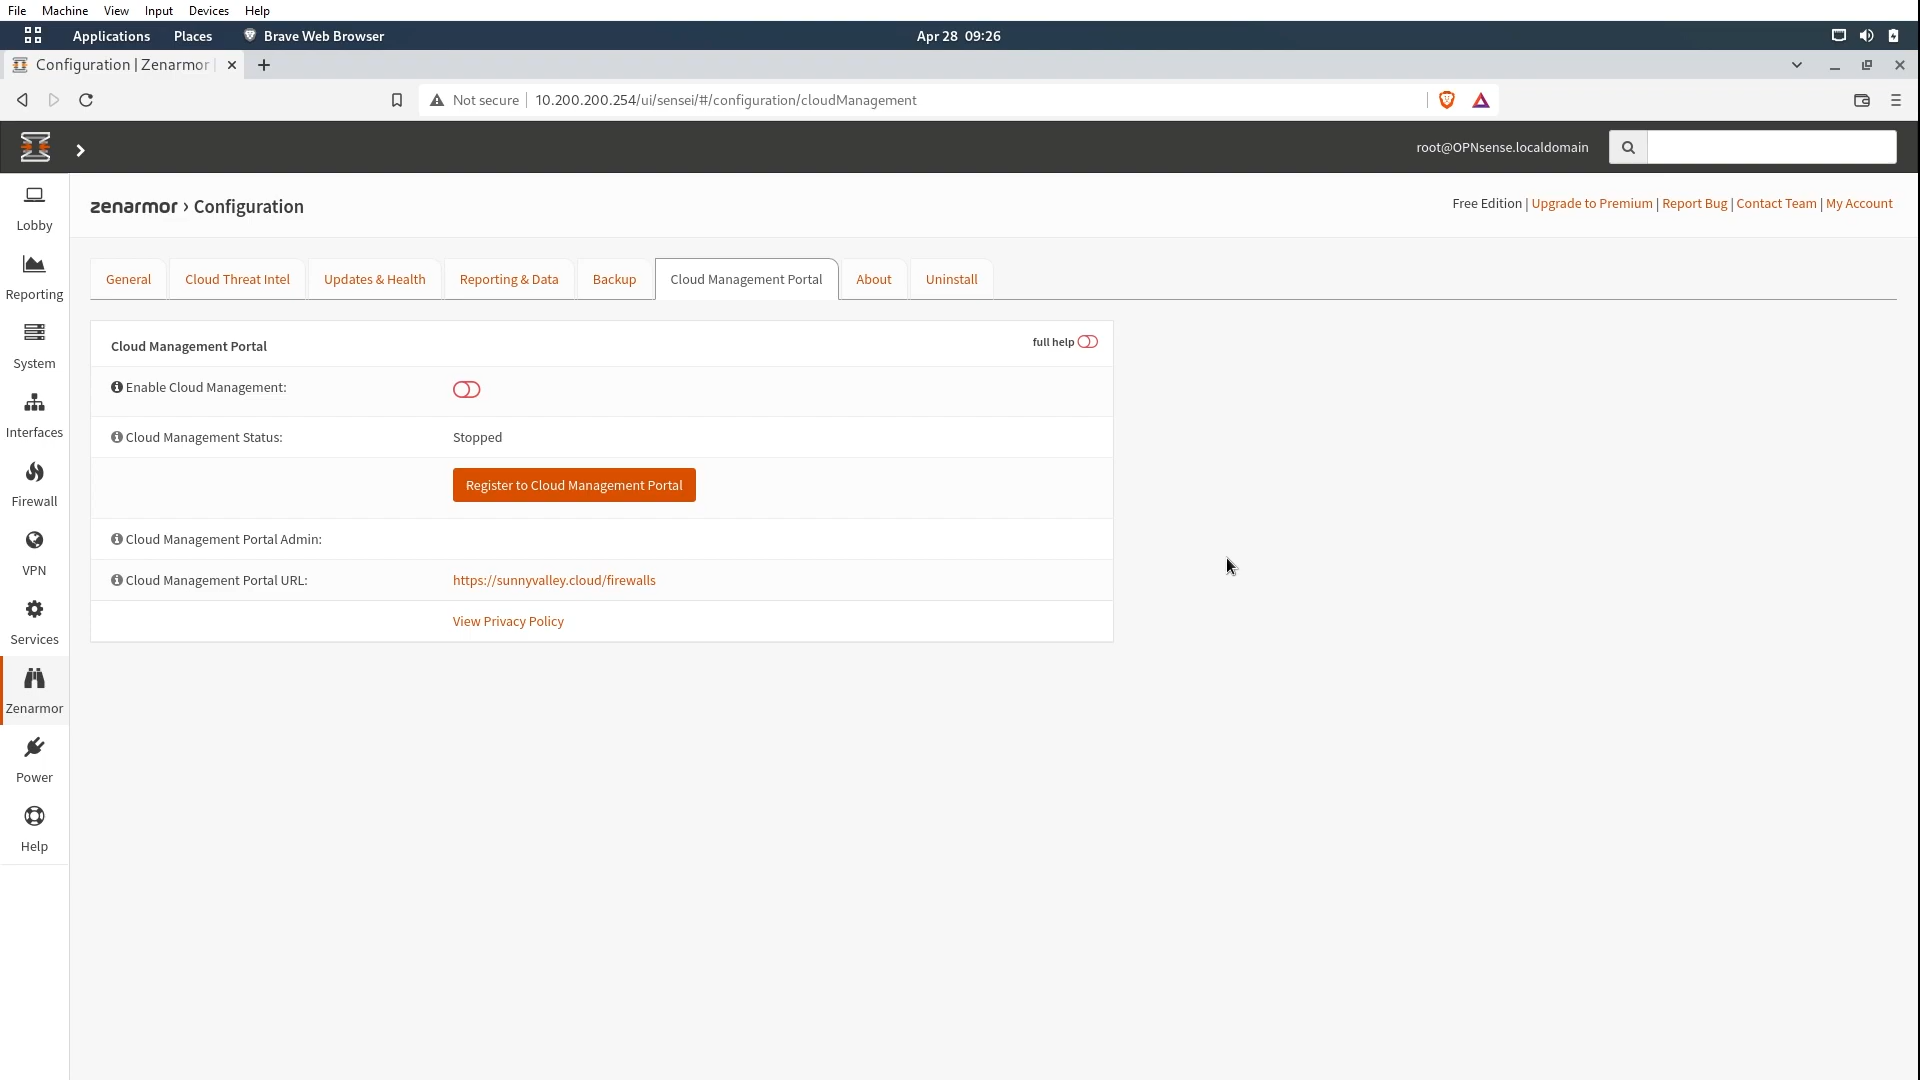 File Machine View Input Devices Help
Applications Places Brave Web Browser Apr 28 09:26
Configuration | Zenarmor |
Not secure 10.200.200.254/ui/sensei/#/configuration/cloudManagement
root@OPNsense.localdomain
zenarmor › Configuration
Free Edition | Upgrade to Premium | Report Bug | Contact Team | My Account
Lobby
Reporting
System
Interfaces
Firewall
VPN
Services
Zenarmor
Power
Help
General Cloud Threat Intel Updates & Health Reporting & Data Backup Cloud Management Portal About Uninstall
Cloud Management Portal full help
Enable Cloud Management:
Cloud Management Status: Stopped
Register to Cloud Management Portal
Cloud Management Portal Admin:
Cloud Management Portal URL: https://sunnyvalley.cloud/firewalls
View Privacy Policy